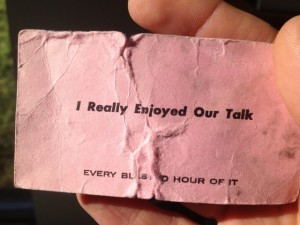 I Really Enjoyed Our Talk
EVERY HOUR OF IT